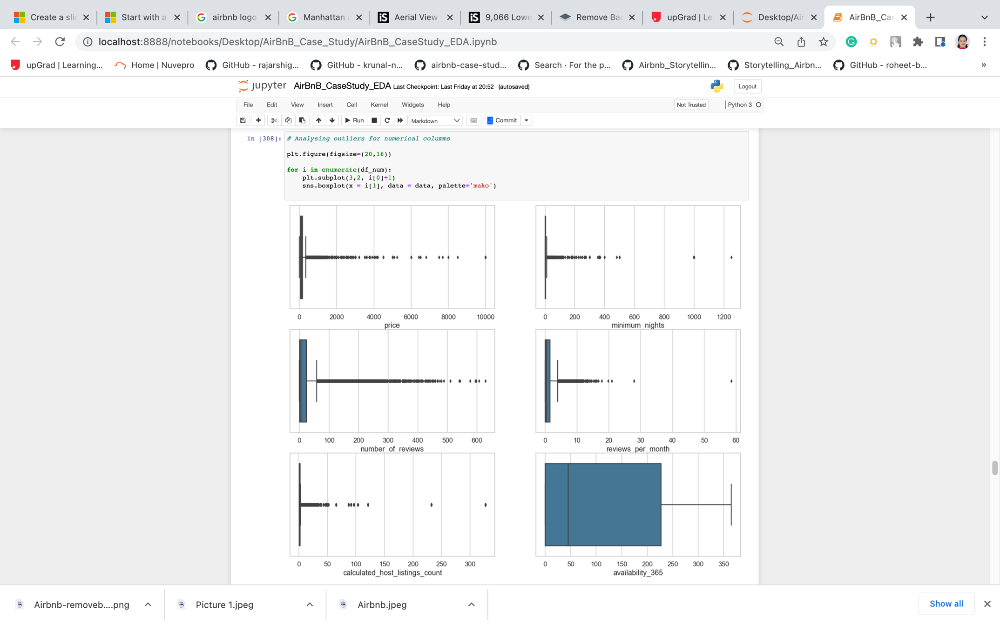 Create a slic
Start with a
airbnb logo
Manhattan a
Aerial View
9,066 Lowe
Remove Bac
upGrad | Le
Desktop/Air
AirBnB_Cas
localhost:8888/notebooks/Desktop/AirBnB_Case_Study/AirBnB_CaseStudy_EDA.ipynb
upGrad | Learning...
Home | Nuvepro
GitHub - rajarshig...
GitHub - krunal-n...
airbnb-case-stud...
Search · For the p...
Airbnb_Storytellin...
Storytelling_Airbn...
GitHub - roheet-b...
»
jupyter AirBnB_CaseStudy_EDA Last Checkpoint: Last Friday at 20:52 (autosaved)
Logout
File Edit View Insert Cell Kernel Widgets Help
Not Trusted
Python 3
Run
Markdown
Commit
In [308]: # Analysing outliers for numerical columms
plt.figure(figsize=(20,16))
for i in enumerate(df_num):
    plt.subplot(3,2, i[0]+1)
    sns.boxplot(x = i[1], data = data, palette='mako')
0 2000 4000 6000 8000 10000
price
0 200 400 600 800 1000 1200
minimum_nights
0 100 200 300 400 500 600
number_of_reviews
0 10 20 30 40 50 60
reviews_per_month
0 50 100 150 200 250 300
calculated_host_listings_count
0 50 100 150 200 250 300 350
availability_365
Airbnb-removeb....png
Picture 1.jpeg
Airbnb.jpeg
Show all